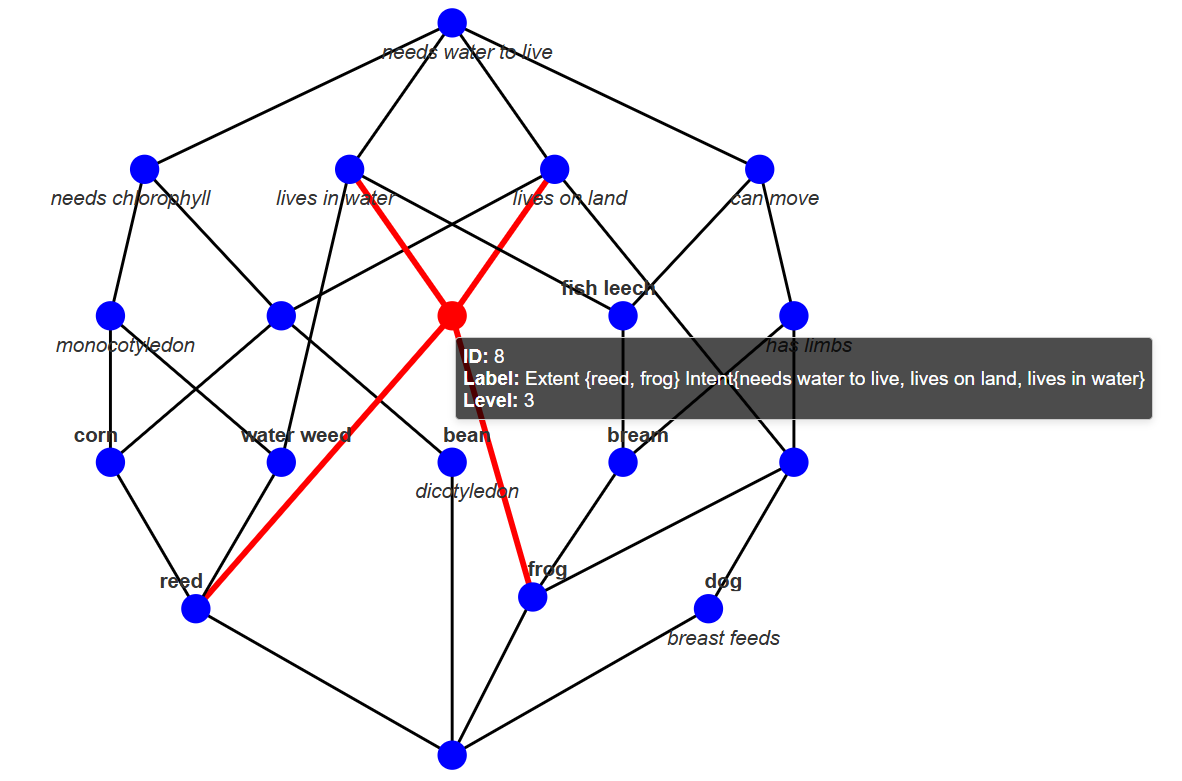 needs water to live
needs chlorophyll
lives in water
lives on land
can move
fish leech
monocotyledon
has limbs
ID: 8
Label: Extent {reed, frog} Intent{needs water to live, lives on land, lives in water}
Level: 3
corn
water weed
bean
bream
dicotyledon
frog
reed
dog
breast feeds